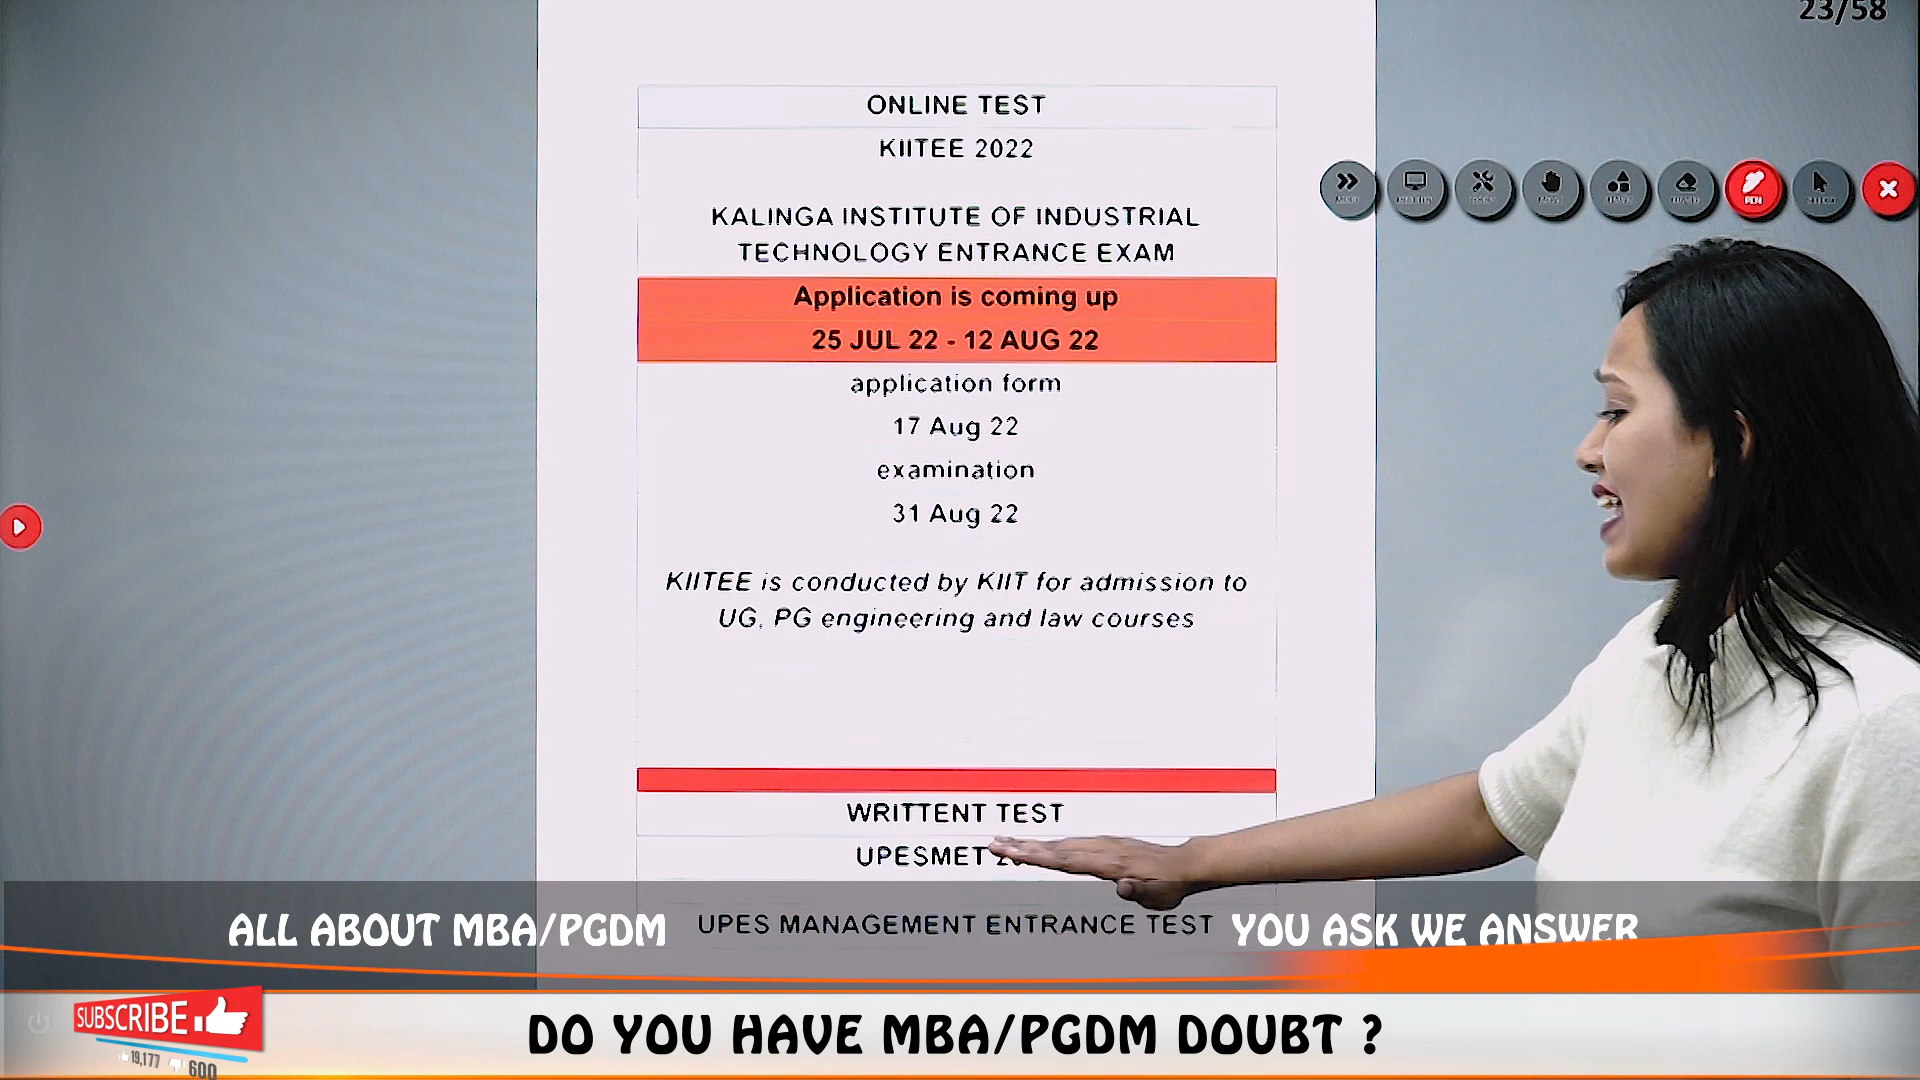 23/58
ONLINE TEST
KIITEE 2022
KALINGA INSTITUTE OF INDUSTRIAL
TECHNOLOGY ENTRANCE EXAM
Application is coming up
25 JUL 22 - 12 AUG 22
application form
17 Aug 22
examination
31 Aug 22
KIITEE is conducted by KIIT for admission to
UG, PG engineering and law courses
WRITTENT TEST
UPESMET
UPES MANAGEMENT ENTRANCE TEST
ALL ABOUT MBA/PGDM
YOU ASK WE ANSWER
SUBSCRIBE
19,177
600
DO YOU HAVE MBA/PGDM DOUBT ?